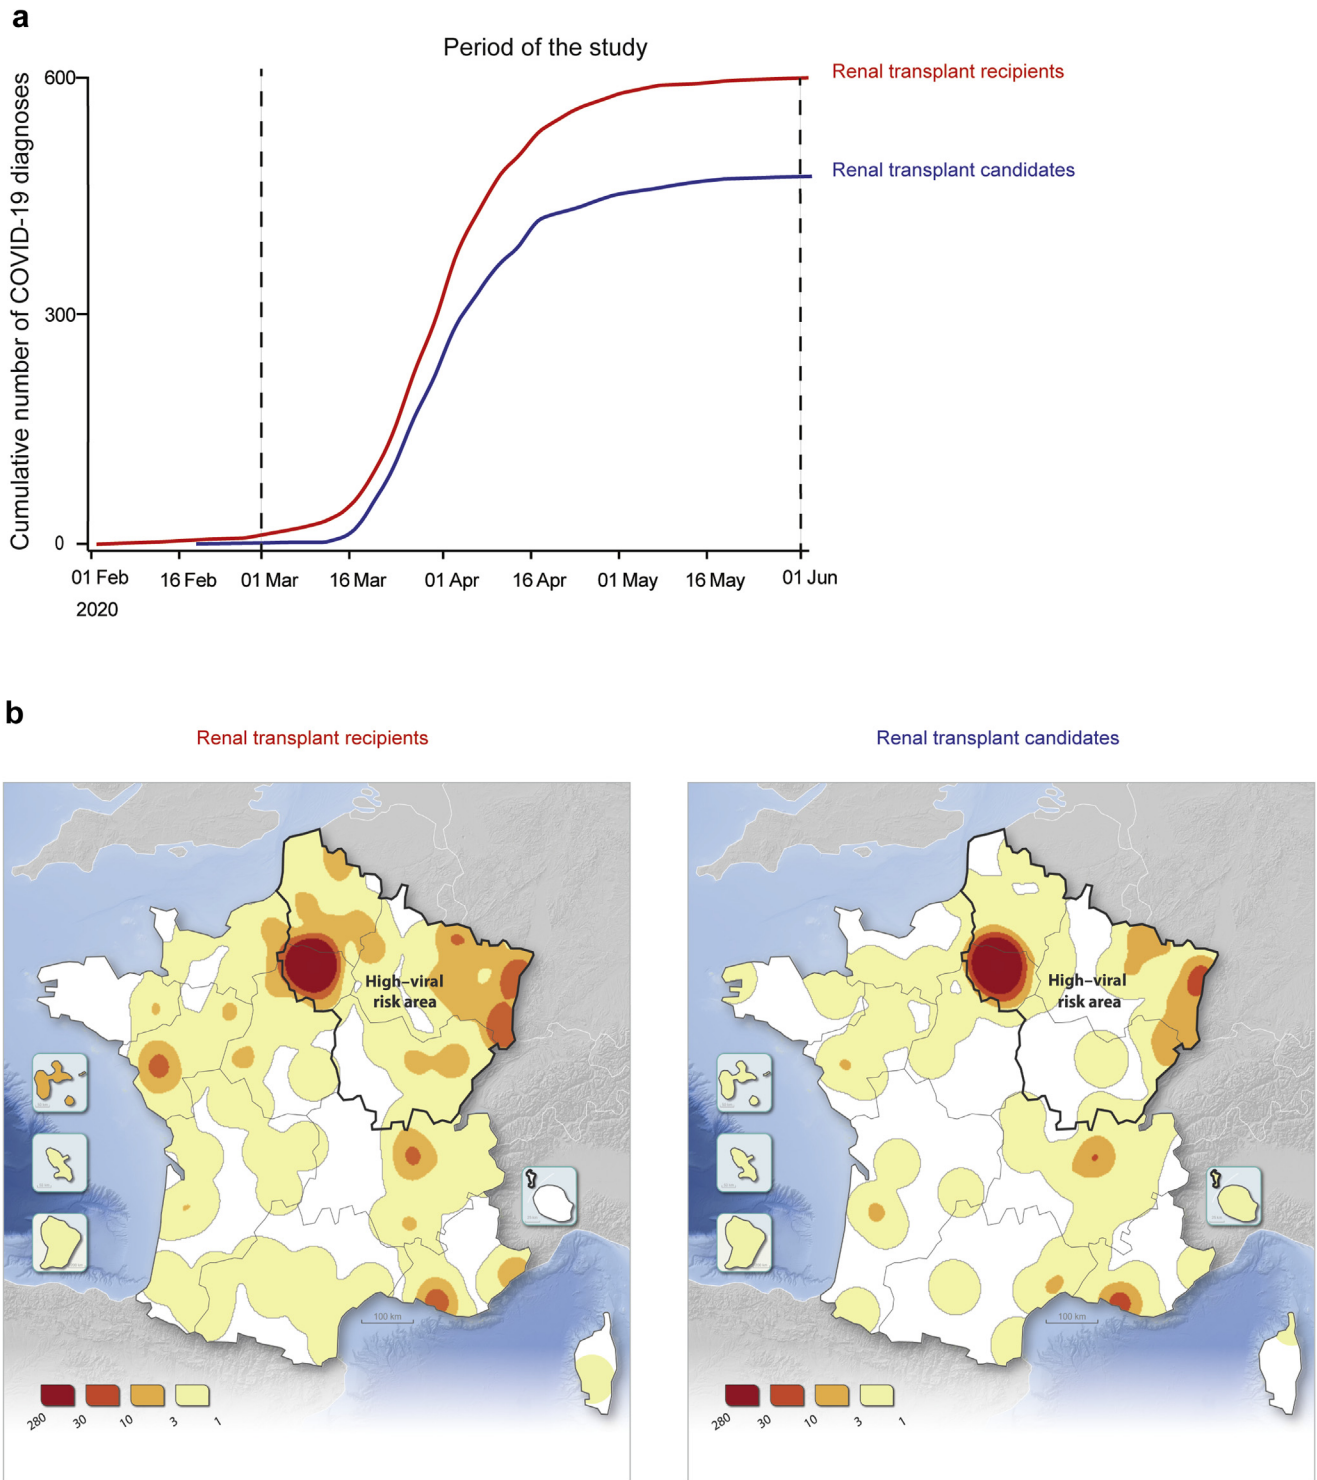 a
Period of the study
Cumulative number of COVID-19 diagnoses
600
300
0
Renal transplant recipients
Renal transplant candidates
01 Feb 16 Feb 01 Mar 16 Mar 01 Apr 16 Apr 01 May 16 May 01 Jun
2020
b
Renal transplant recipients
Renal transplant candidates
High-viral
risk area
100 km
280 30 10 3 1
High-viral
risk area
100 km
280 30 10 3 1